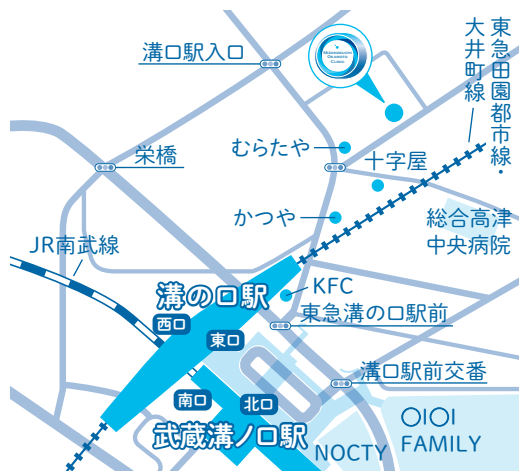 溝口駅入口
MIZONOKUCHI
OKAMOTO
CLINIC
東急田園都市線・
大井町線
栄橋
むらたや
十字屋
かつや
総合高津
中央病院
JR南武線
溝の口駅
KFC
西口
東口
東急溝の口駅前
溝口駅前交番
南口
北口
武蔵溝ノ口駅
NOCTY
OIOI
FAMILY